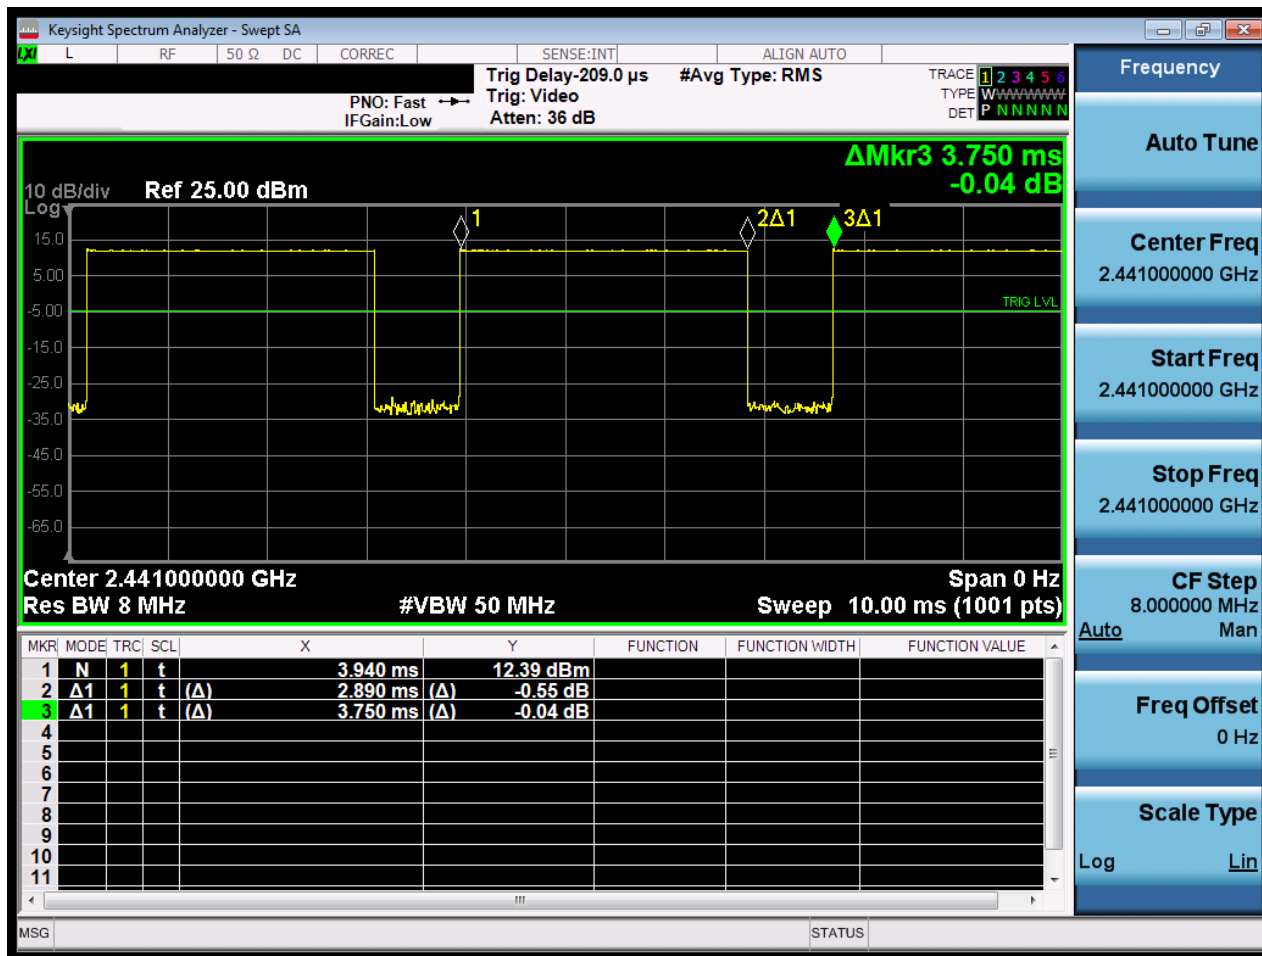 Keysight Spectrum Analyzer - Swept SA
LXI L RF 50 Ω DC CORREC SENSE:INT ALIGN AUTO
Trig Delay-209.0 µs #Avg Type: RMS TRACE 1 2 3 4 5 6
PNO: Fast Trig: Video TYPE W W W W W W
IFGain:Low Atten: 36 dB DET P N N N N N
ΔMkr3 3.750 ms
-0.04 dB
10 dB/div Ref 25.00 dBm
Log
1 2Δ1 3Δ1
15.0
5.00
TRIG LVL
-5.00
-15.0
-25.0
-35.0
-45.0
-55.0
-65.0
Center 2.441000000 GHz Span 0 Hz
Res BW 8 MHz #VBW 50 MHz Sweep 10.00 ms (1001 pts)
MKR MODE TRC SCL X Y FUNCTION FUNCTION WIDTH FUNCTION VALUE
1 N 1 t 3.940 ms 12.39 dBm
2 Δ1 1 t (Δ) 2.890 ms (Δ) -0.55 dB
3 Δ1 1 t (Δ) 3.750 ms (Δ) -0.04 dB
4
5
6
7
8
9
10
11
MSG STATUS
Frequency
Auto Tune
Center Freq
2.441000000 GHz
Start Freq
2.441000000 GHz
Stop Freq
2.441000000 GHz
CF Step
8.000000 MHz
Auto Man
Freq Offset
0 Hz
Scale Type
Log Lin